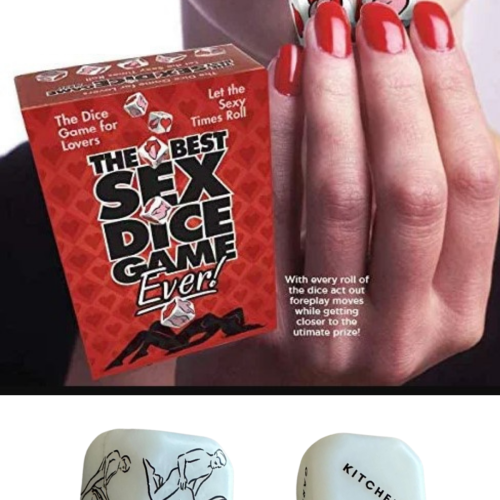 The Dice
Game for
Lovers
Let the
Sexy
Times Roll
THE BEST
SEX
DICE
GAME
Ever!
With every roll of
the dice act out
foreplay moves
while getting
closer to the
utimate prize!
KITCHE